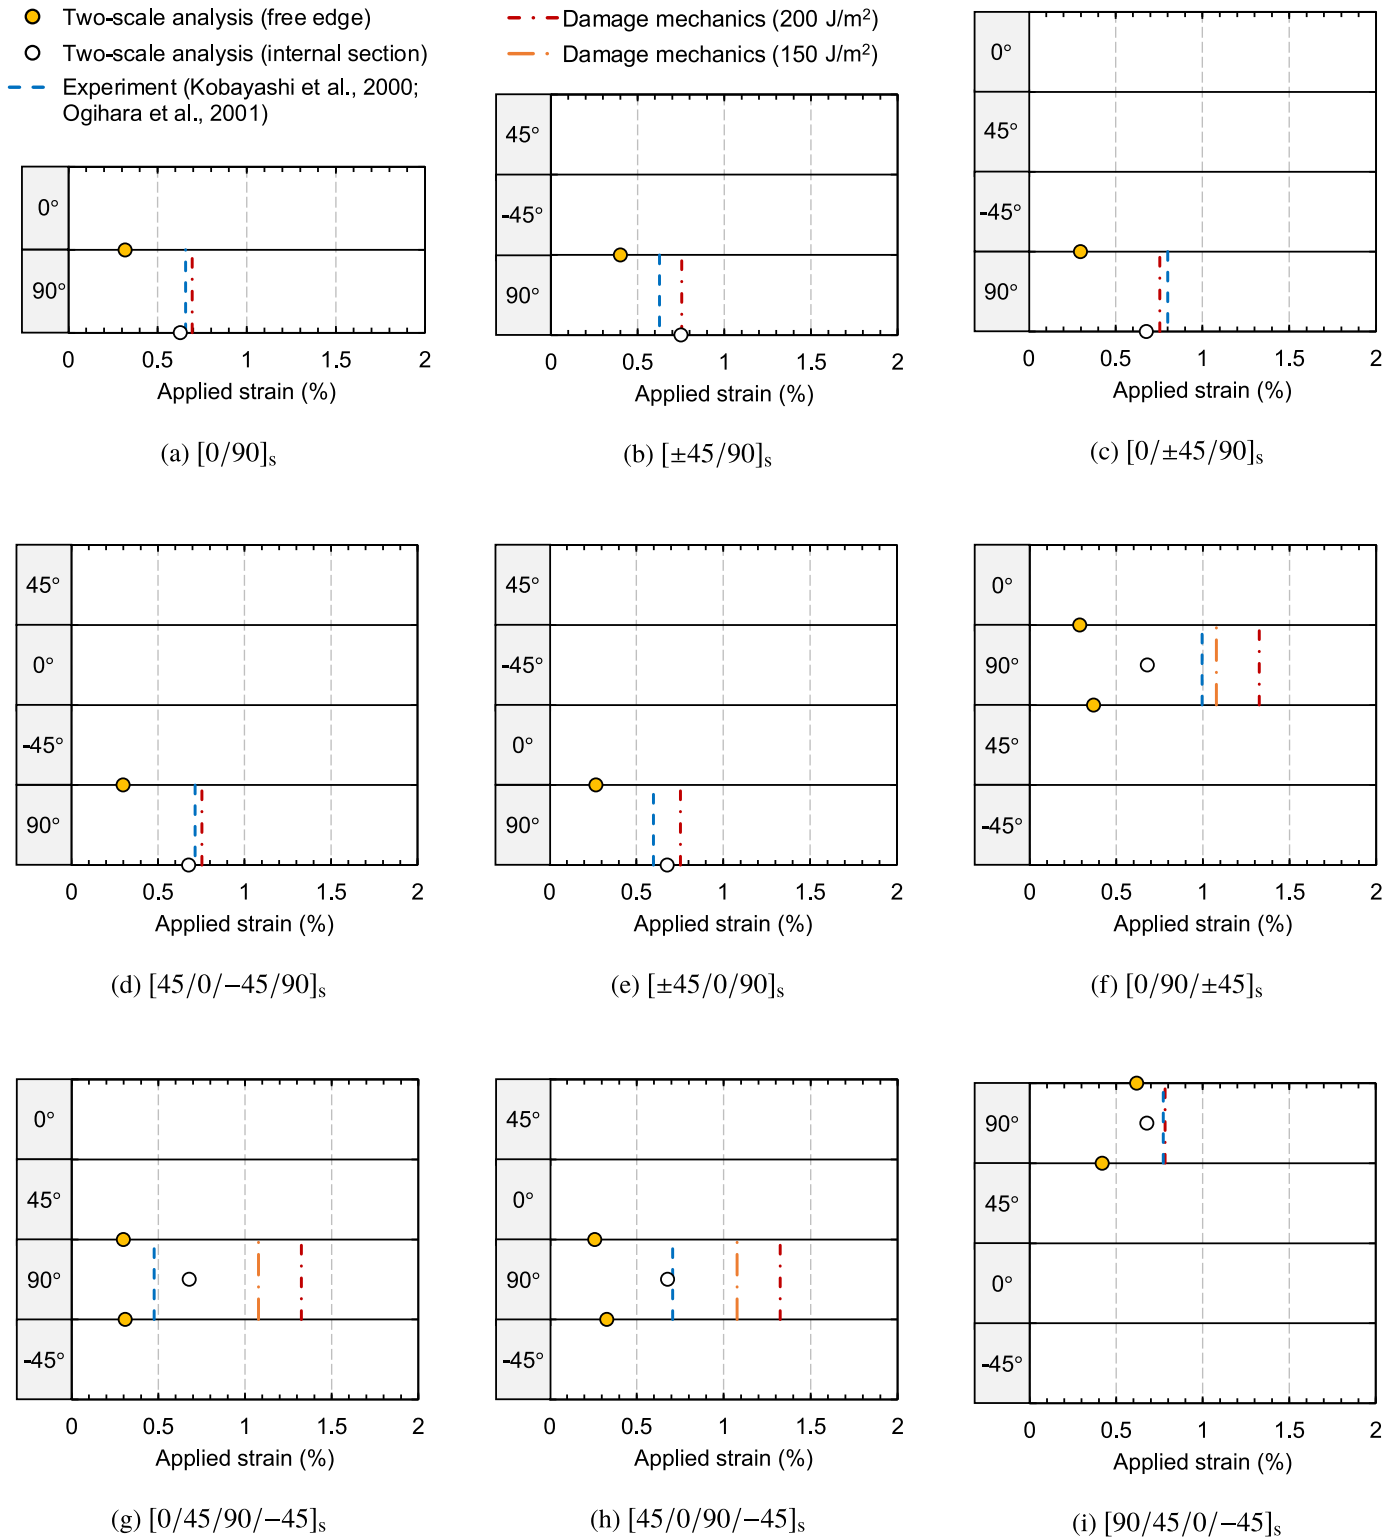 Two-scale analysis (free edge)
Two-scale analysis (internal section)
Experiment (Kobayashi et al., 2000;
Ogihara et al., 2001)
Damage mechanics (200 J/m²)
Damage mechanics (150 J/m²)
0°
90°
0 0.5 1 1.5 2
Applied strain (%)
(a) [0/90]ₛ
45°
-45°
90°
0 0.5 1 1.5 2
Applied strain (%)
(b) [±45/90]ₛ
0°
45°
-45°
90°
0 0.5 1 1.5 2
Applied strain (%)
(c) [0/±45/90]ₛ
45°
0°
-45°
90°
0 0.5 1 1.5 2
Applied strain (%)
(d) [45/0/−45/90]ₛ
45°
-45°
0°
90°
0 0.5 1 1.5 2
Applied strain (%)
(e) [±45/0/90]ₛ
0°
90°
45°
-45°
0 0.5 1 1.5 2
Applied strain (%)
(f) [0/90/±45]ₛ
0°
45°
90°
-45°
0 0.5 1 1.5 2
Applied strain (%)
(g) [0/45/90/−45]ₛ
45°
0°
90°
-45°
0 0.5 1 1.5 2
Applied strain (%)
(h) [45/0/90/−45]ₛ
90°
45°
0°
-45°
0 0.5 1 1.5 2
Applied strain (%)
(i) [90/45/0/−45]ₛ